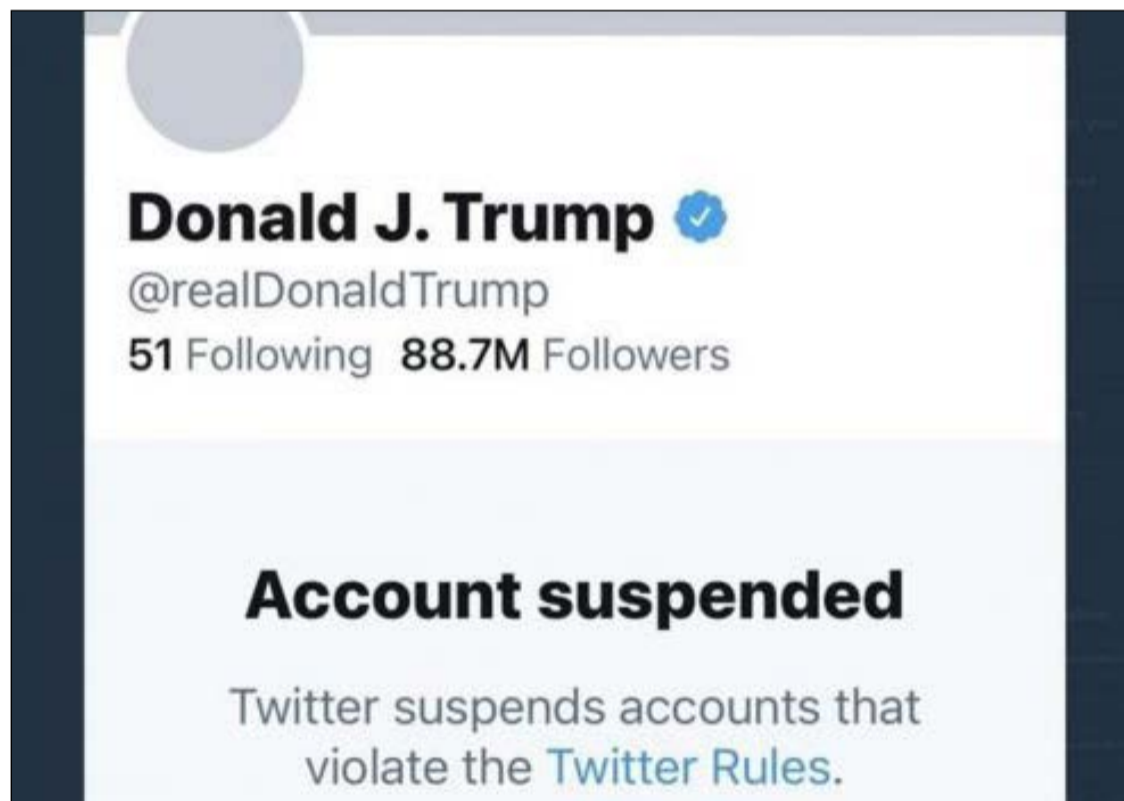 Donald J. Trump
@realDonaldTrump
51 Following 88.7M Followers
Account suspended
Twitter suspends accounts that
violate the Twitter Rules.